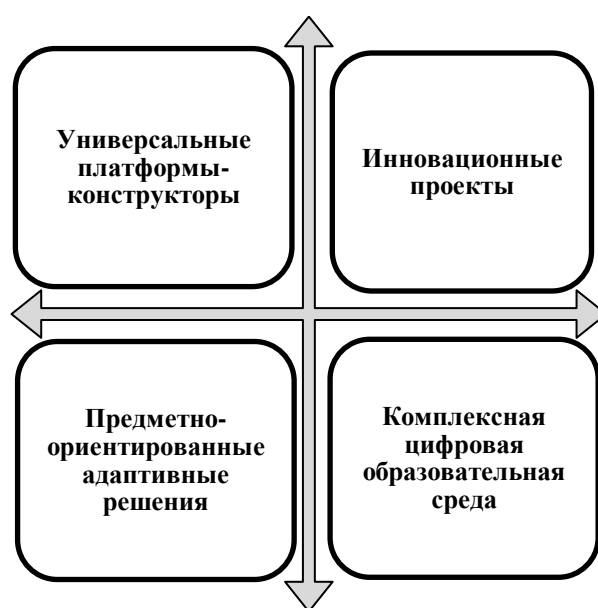 Универсальные
платформы-
конструкторы
Инновационные
проекты
Предметно-
ориентированные
адаптивные
решения
Комплексная
цифровая
образовательная
среда